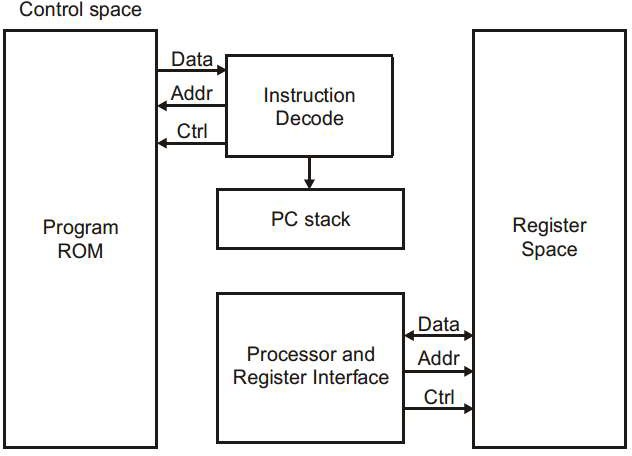 Control space
Data
Addr
Ctrl
Instruction
Decode
PC stack
Program
ROM
Register
Space
Processor and
Register Interface
Data
Addr
Ctrl